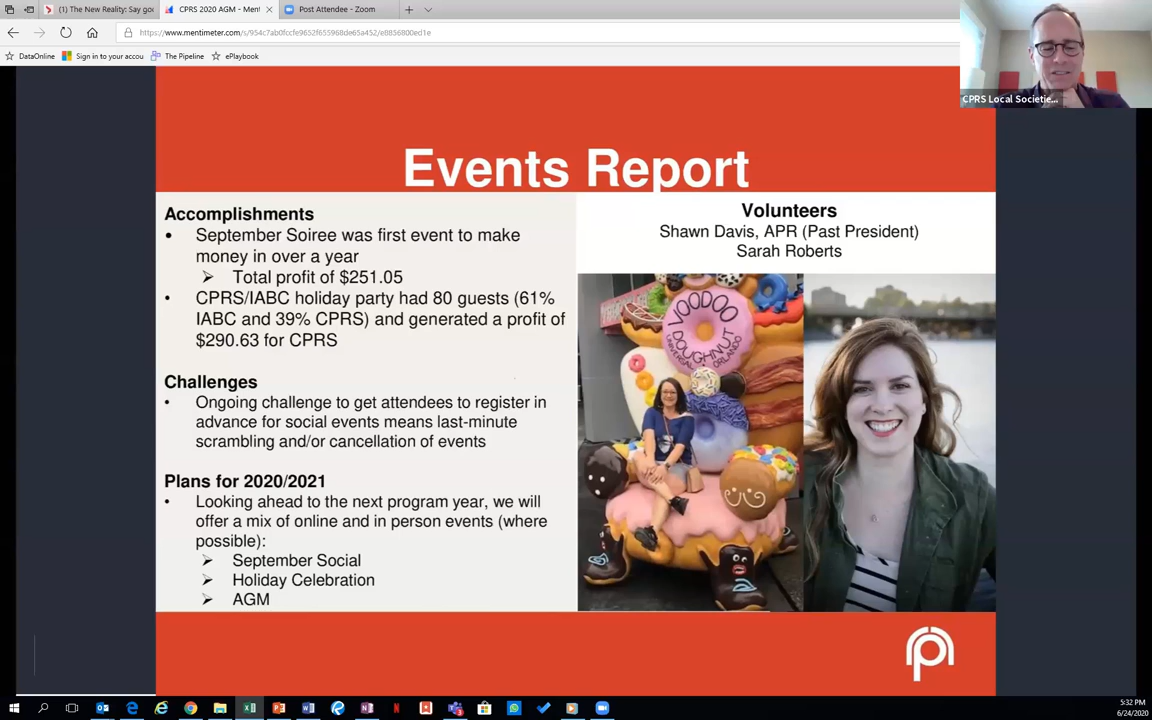 (1) The New Reality: Say goo
CPRS 2020 AGM - Ment
Post Attendee - Zoom
https://www.mentimeter.com/s/954c7ab0fccfe9652f655968de65a452/e8856800ed1e
DataOnline
Sign in to your accou
The Pipeline
ePlaybook
CPRS Local Societie...
Events Report
Accomplishments
• September Soiree was first event to make
money in over a year
➢ Total profit of $251.05
• CPRS/IABC holiday party had 80 guests (61%
IABC and 39% CPRS) and generated a profit of
$290.63 for CPRS
Challenges
• Ongoing challenge to get attendees to register in
advance for social events means last-minute
scrambling and/or cancellation of events
Plans for 2020/2021
• Looking ahead to the next program year, we will
offer a mix of online and in person events (where
possible):
➢ September Social
➢ Holiday Celebration
➢ AGM
Volunteers
Shawn Davis, APR (Past President)
Sarah Roberts
VOODOO
DOUGHNUT
UNIVERSAL ORLANDO
5:32 PM
6/24/2020